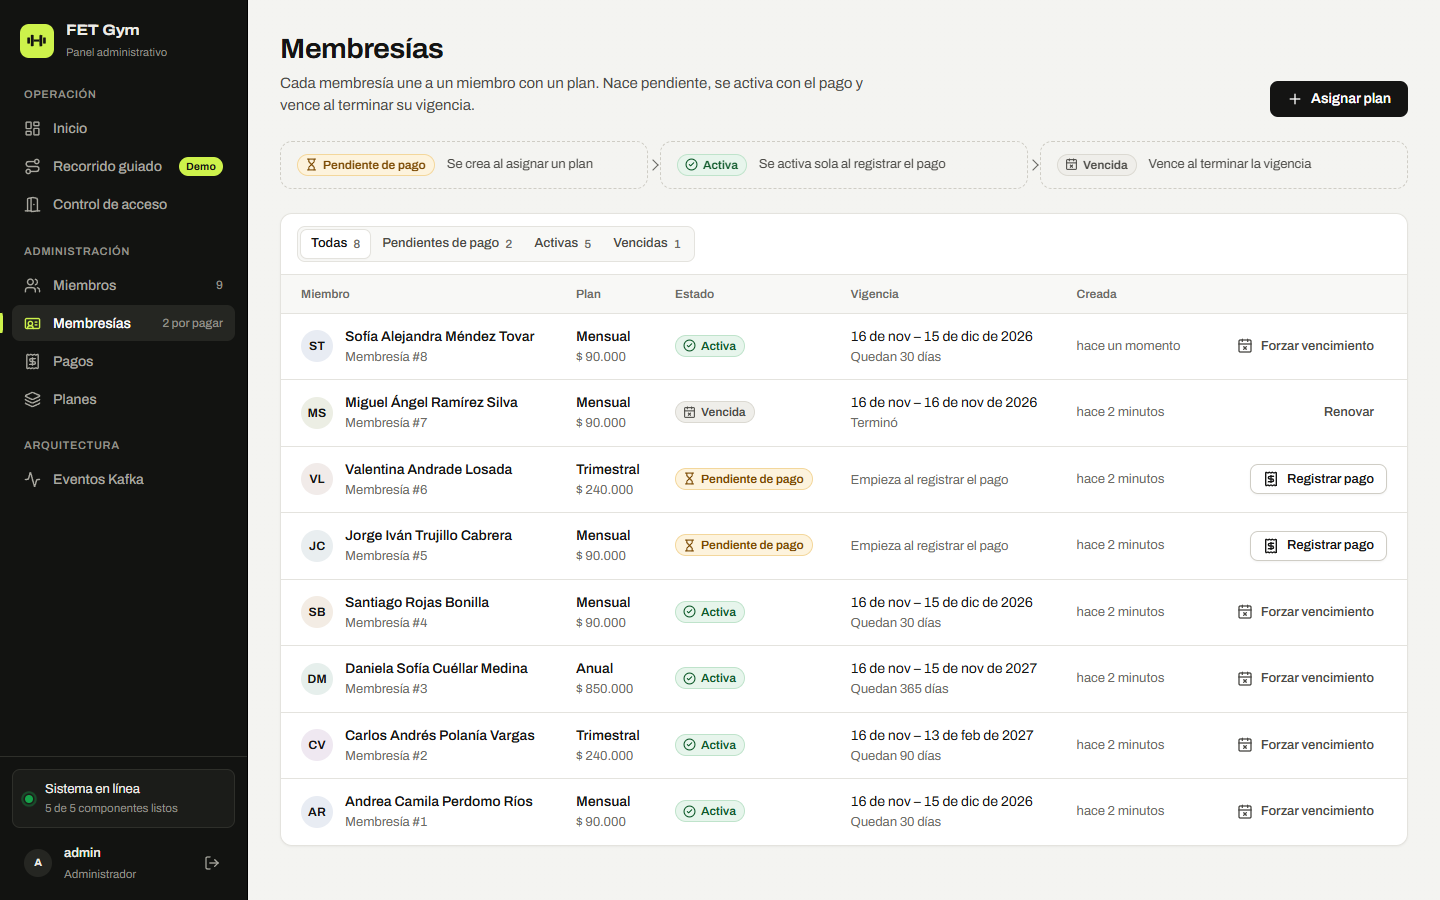 FET Gym
Panel administrativo
OPERACIÓN
Inicio
Recorrido guiado Demo
Control de acceso
ADMINISTRACIÓN
Miembros 9
Membresías 2 por pagar
Pagos
Planes
ARQUITECTURA
Eventos Kafka
Sistema en línea
5 de 5 componentes listos
A
admin
Administrador
Membresías
Cada membresía une a un miembro con un plan. Nace pendiente, se activa con el pago y
vence al terminar su vigencia.
Asignar plan
Pendiente de pago Se crea al asignar un plan
Activa Se activa sola al registrar el pago
Vencida Vence al terminar la vigencia
Todas 8 Pendientes de pago 2 Activas 5 Vencidas 1
Miembro Plan Estado Vigencia Creada
ST Sofía Alejandra Méndez Tovar Mensual Activa 16 de nov – 15 de dic de 2026 hace un momento Forzar vencimiento
Membresía #8 $ 90.000 Quedan 30 días
MS Miguel Ángel Ramírez Silva Mensual Vencida 16 de nov – 16 de nov de 2026 hace 2 minutos Renovar
Membresía #7 $ 90.000 Terminó
VL Valentina Andrade Losada Trimestral Pendiente de pago Empieza al registrar el pago hace 2 minutos Registrar pago
Membresía #6 $ 240.000
JC Jorge Iván Trujillo Cabrera Mensual Pendiente de pago Empieza al registrar el pago hace 2 minutos Registrar pago
Membresía #5 $ 90.000
SB Santiago Rojas Bonilla Mensual Activa 16 de nov – 15 de dic de 2026 hace 2 minutos Forzar vencimiento
Membresía #4 $ 90.000 Quedan 30 días
DM Daniela Sofía Cuéllar Medina Anual Activa 16 de nov – 15 de nov de 2027 hace 2 minutos Forzar vencimiento
Membresía #3 $ 850.000 Quedan 365 días
CV Carlos Andrés Polanía Vargas Trimestral Activa 16 de nov – 13 de feb de 2027 hace 2 minutos Forzar vencimiento
Membresía #2 $ 240.000 Quedan 90 días
AR Andrea Camila Perdomo Ríos Mensual Activa 16 de nov – 15 de dic de 2026 hace 2 minutos Forzar vencimiento
Membresía #1 $ 90.000 Quedan 30 días